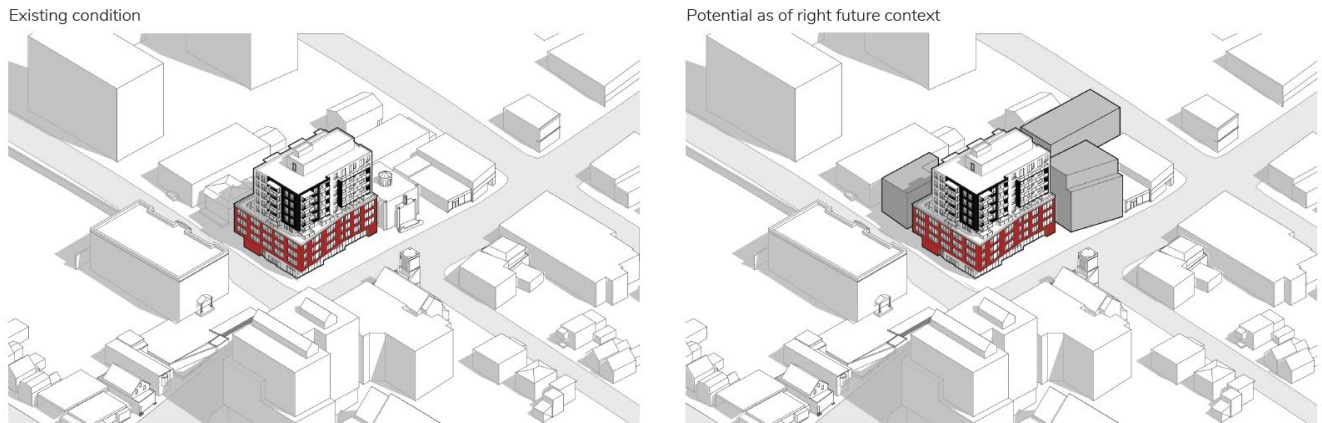 Existing condition
Potential as of right future context